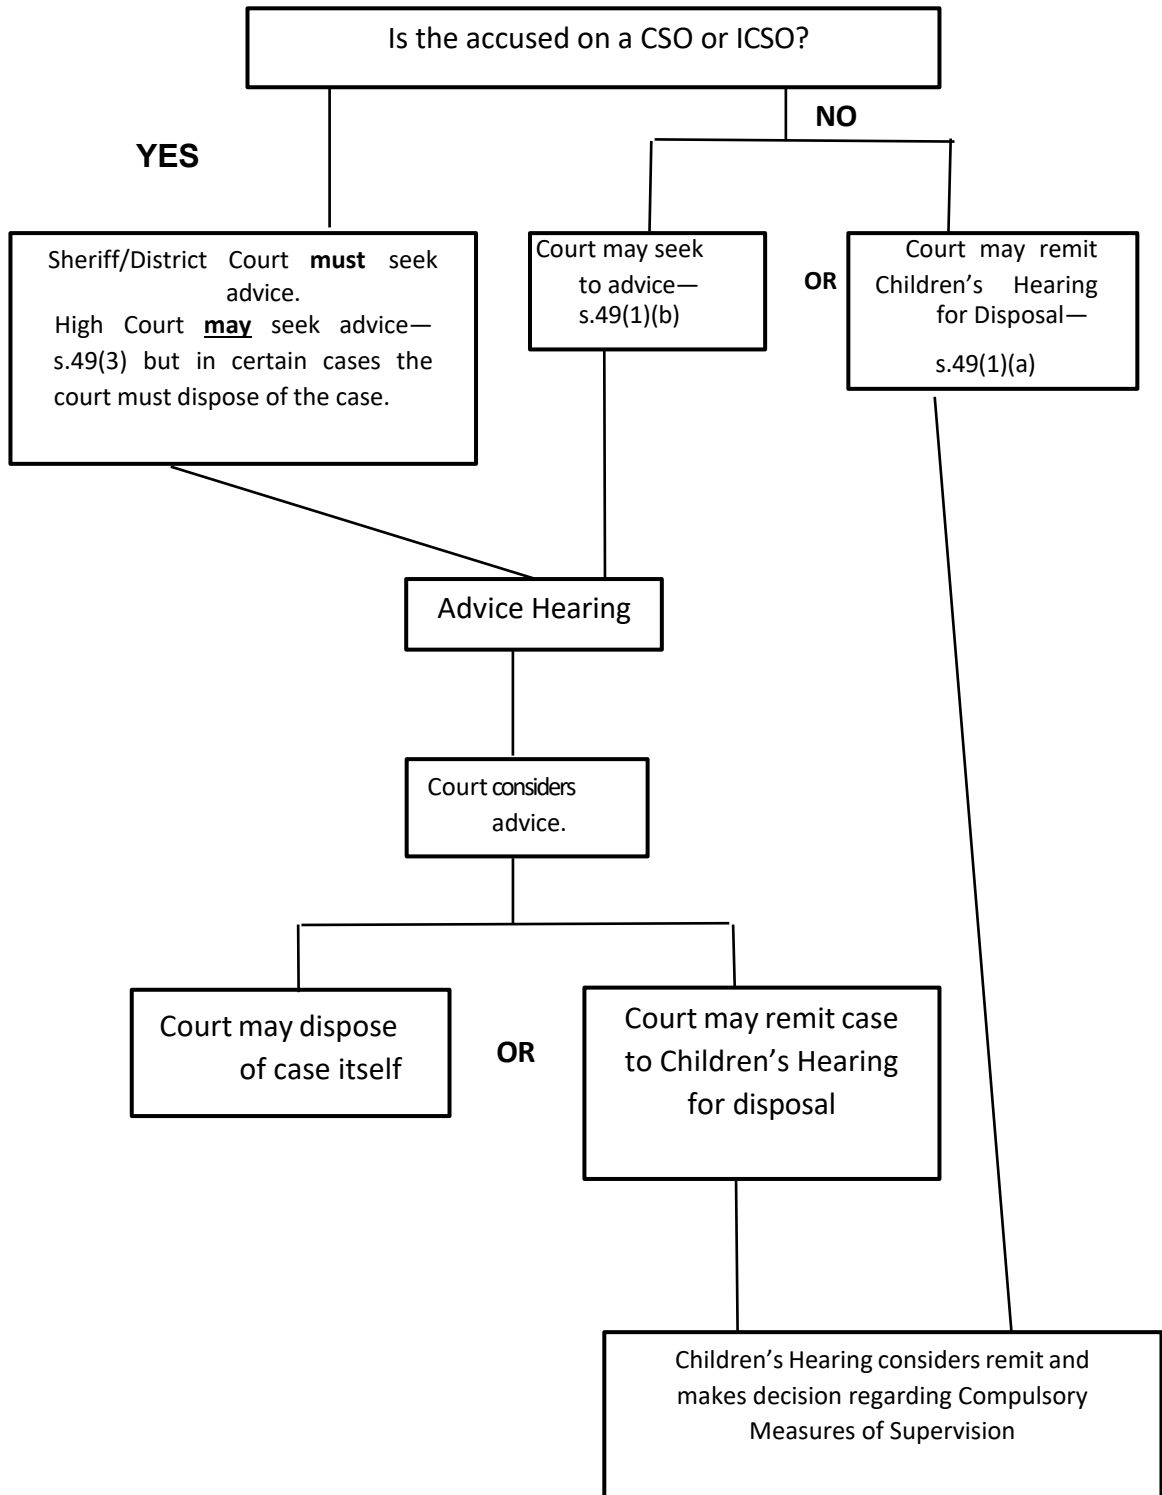 Is the accused on a CSO or ICSO?
YES
NO
Sheriff/District Court must seek
advice.
High Court may seek advice—
s.49(3) but in certain cases the
court must dispose of the case.
Court may seek
to advice—
s.49(1)(b)
OR
Court may remit
Children’s Hearing
for Disposal—
s.49(1)(a)
Advice Hearing
Court considers
advice.
Court may dispose
of case itself
OR
Court may remit case
to Children’s Hearing
for disposal
Children’s Hearing considers remit and
makes decision regarding Compulsory
Measures of Supervision